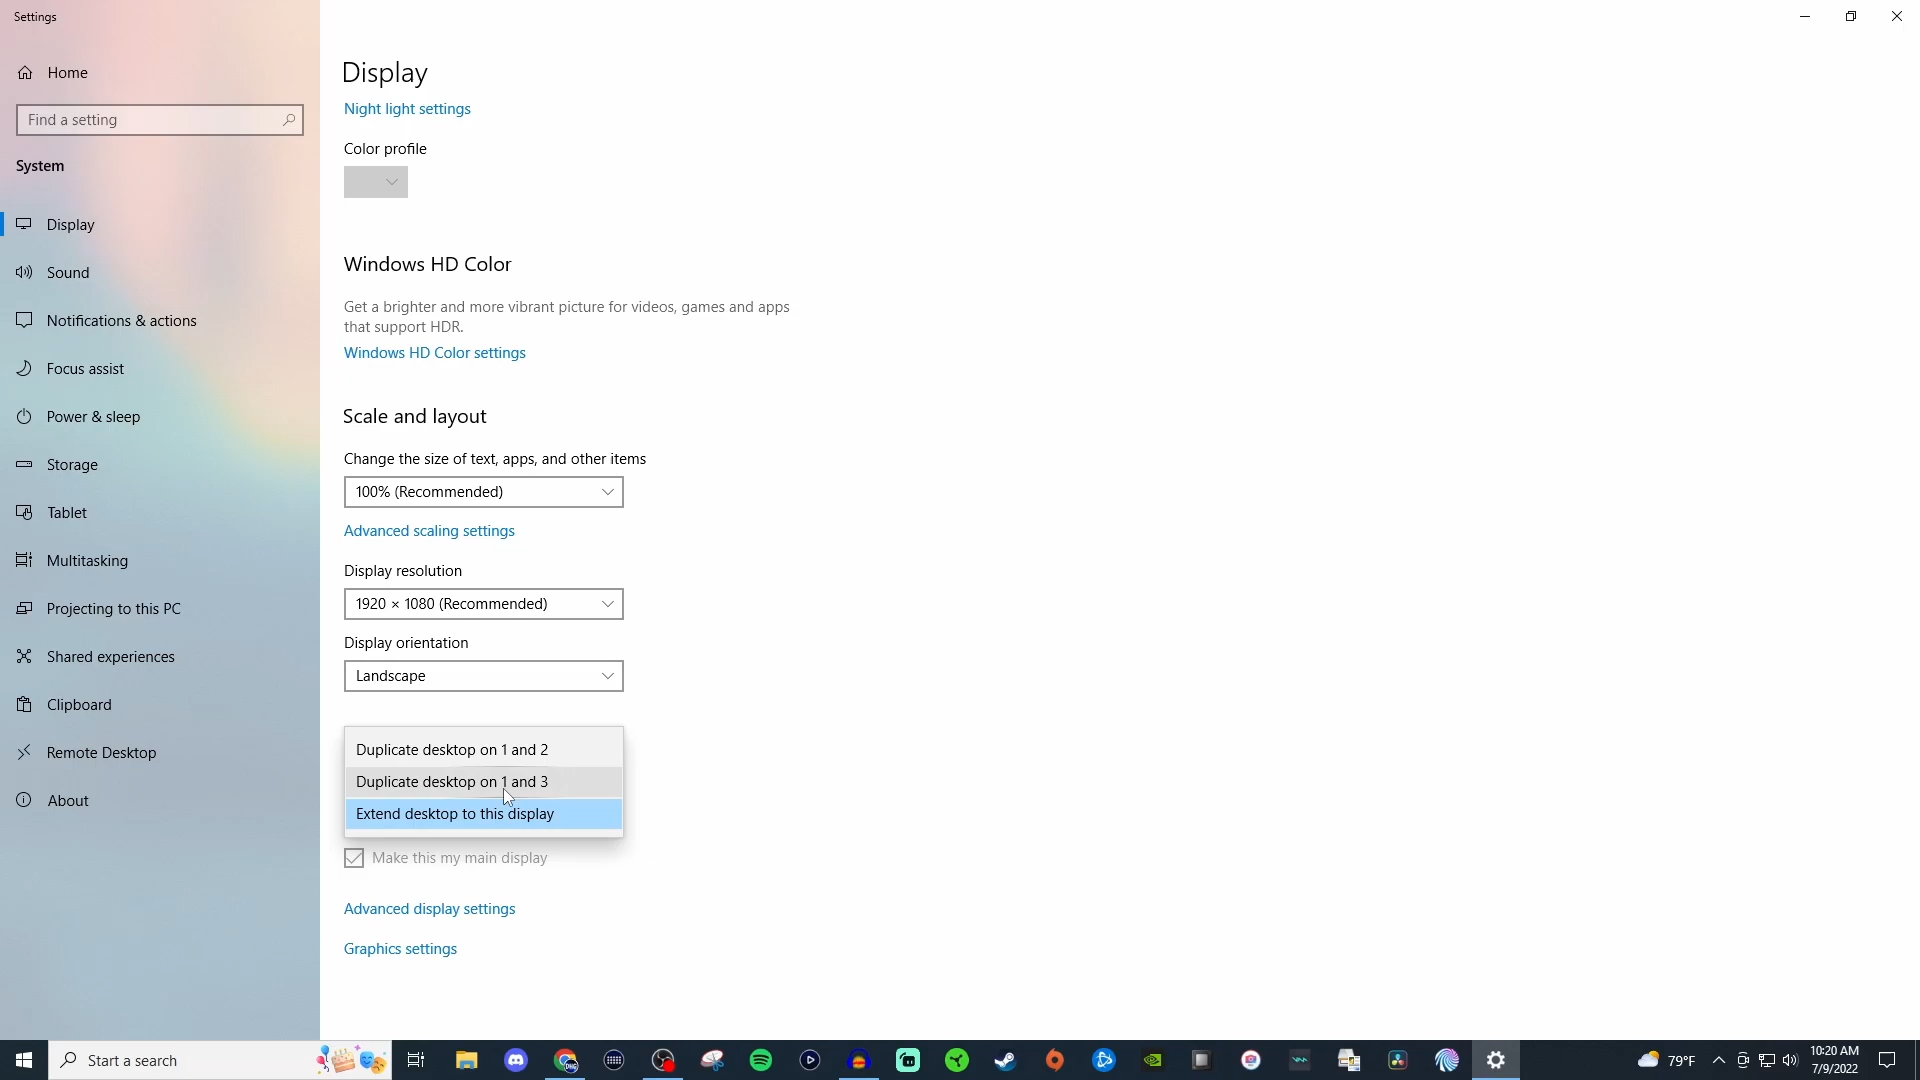 Settings
Home
Find a setting
System
Display
Sound
Notifications & actions
Focus assist
Power & sleep
Storage
Tablet
Multitasking
Projecting to this PC
Shared experiences
Clipboard
Remote Desktop
About
Display
Night light settings
Color profile
Windows HD Color
Get a brighter and more vibrant picture for videos, games and apps
that support HDR.
Windows HD Color settings
Scale and layout
Change the size of text, apps, and other items
100% (Recommended)
Advanced scaling settings
Display resolution
1920 × 1080 (Recommended)
Display orientation
Landscape
Duplicate desktop on 1 and 2
Duplicate desktop on 1 and 3
Extend desktop to this display
Make this my main display
Advanced display settings
Graphics settings
Start a search
79°F
10:20 AM
7/9/2022